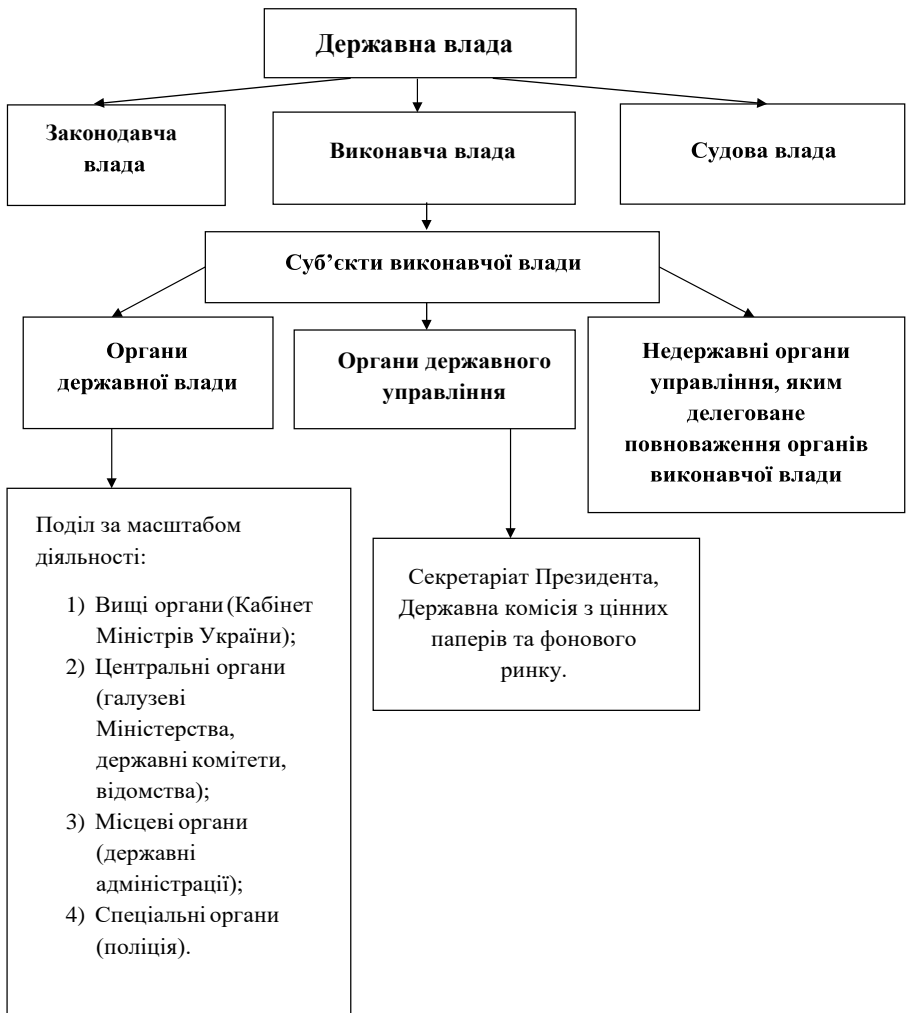 Державна влада
Законодавча
влада
Виконавча влада
Судова влада
Суб’єкти виконавчої влади
Органи
державної влади
Органи державного
управління
Недержавні органи
управління, яким
делеговане
повноваження органів
виконавчої влади
Поділ за масштабом
діяльності:
1) Вищі органи (Кабінет
Міністрів України);
2) Центральні органи
(галузеві
Міністерства,
державні комітети,
відомства);
3) Місцеві органи
(державні
адміністрації);
4) Спеціальні органи
(поліція).
Секретаріат Президента,
Державна комісія з цінних
паперів та фонового
ринку.